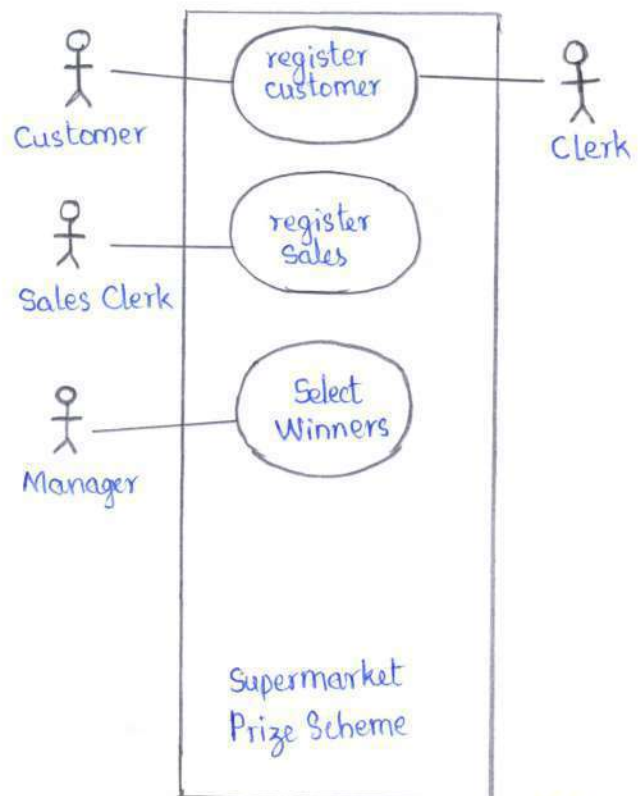 register
customer
Customer
Clerk
register
Sales
Sales Clerk
Select
Winners
Manager
Supermarket
Prize Scheme